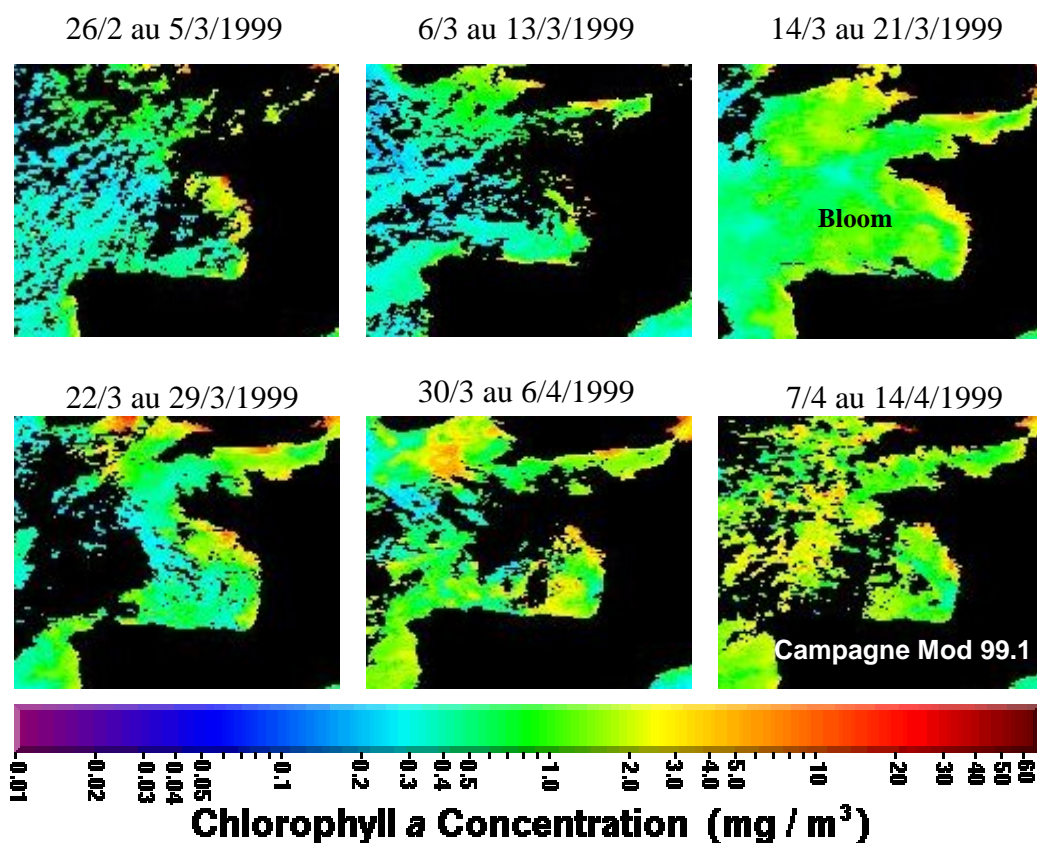 26/2 au 5/3/1999
6/3 au 13/3/1999
14/3 au 21/3/1999
Bloom
22/3 au 29/3/1999
30/3 au 6/4/1999
7/4 au 14/4/1999
Campagne Mod 99.1
0.01 0.02 0.03 0.04 0.05 0.1 0.2 0.3 0.4 0.5 1.0 2.0 3.0 4.0 5.0 10 20 30 40 50 60
Chlorophyll a Concentration (mg / m³)